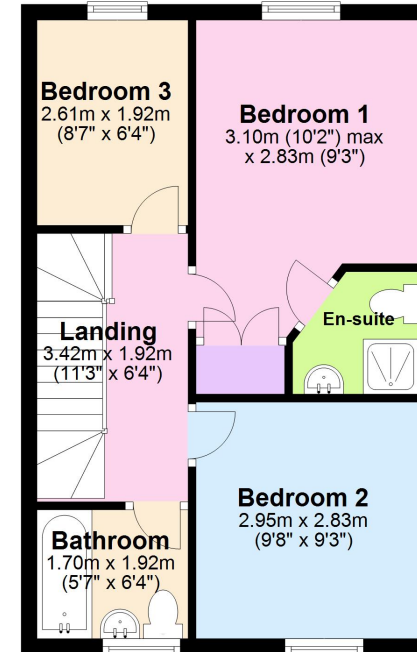 Bedroom 3
2.61m x 1.92m
(8'7" x 6'4")
Bedroom 1
3.10m (10'2") max
x 2.83m (9'3")
En-suite
Landing
3.42m x 1.92m
(11'3" x 6'4")
Bedroom 2
2.95m x 2.83m
(9'8" x 9'3")
Bathroom
1.70m x 1.92m
(5'7" x 6'4")